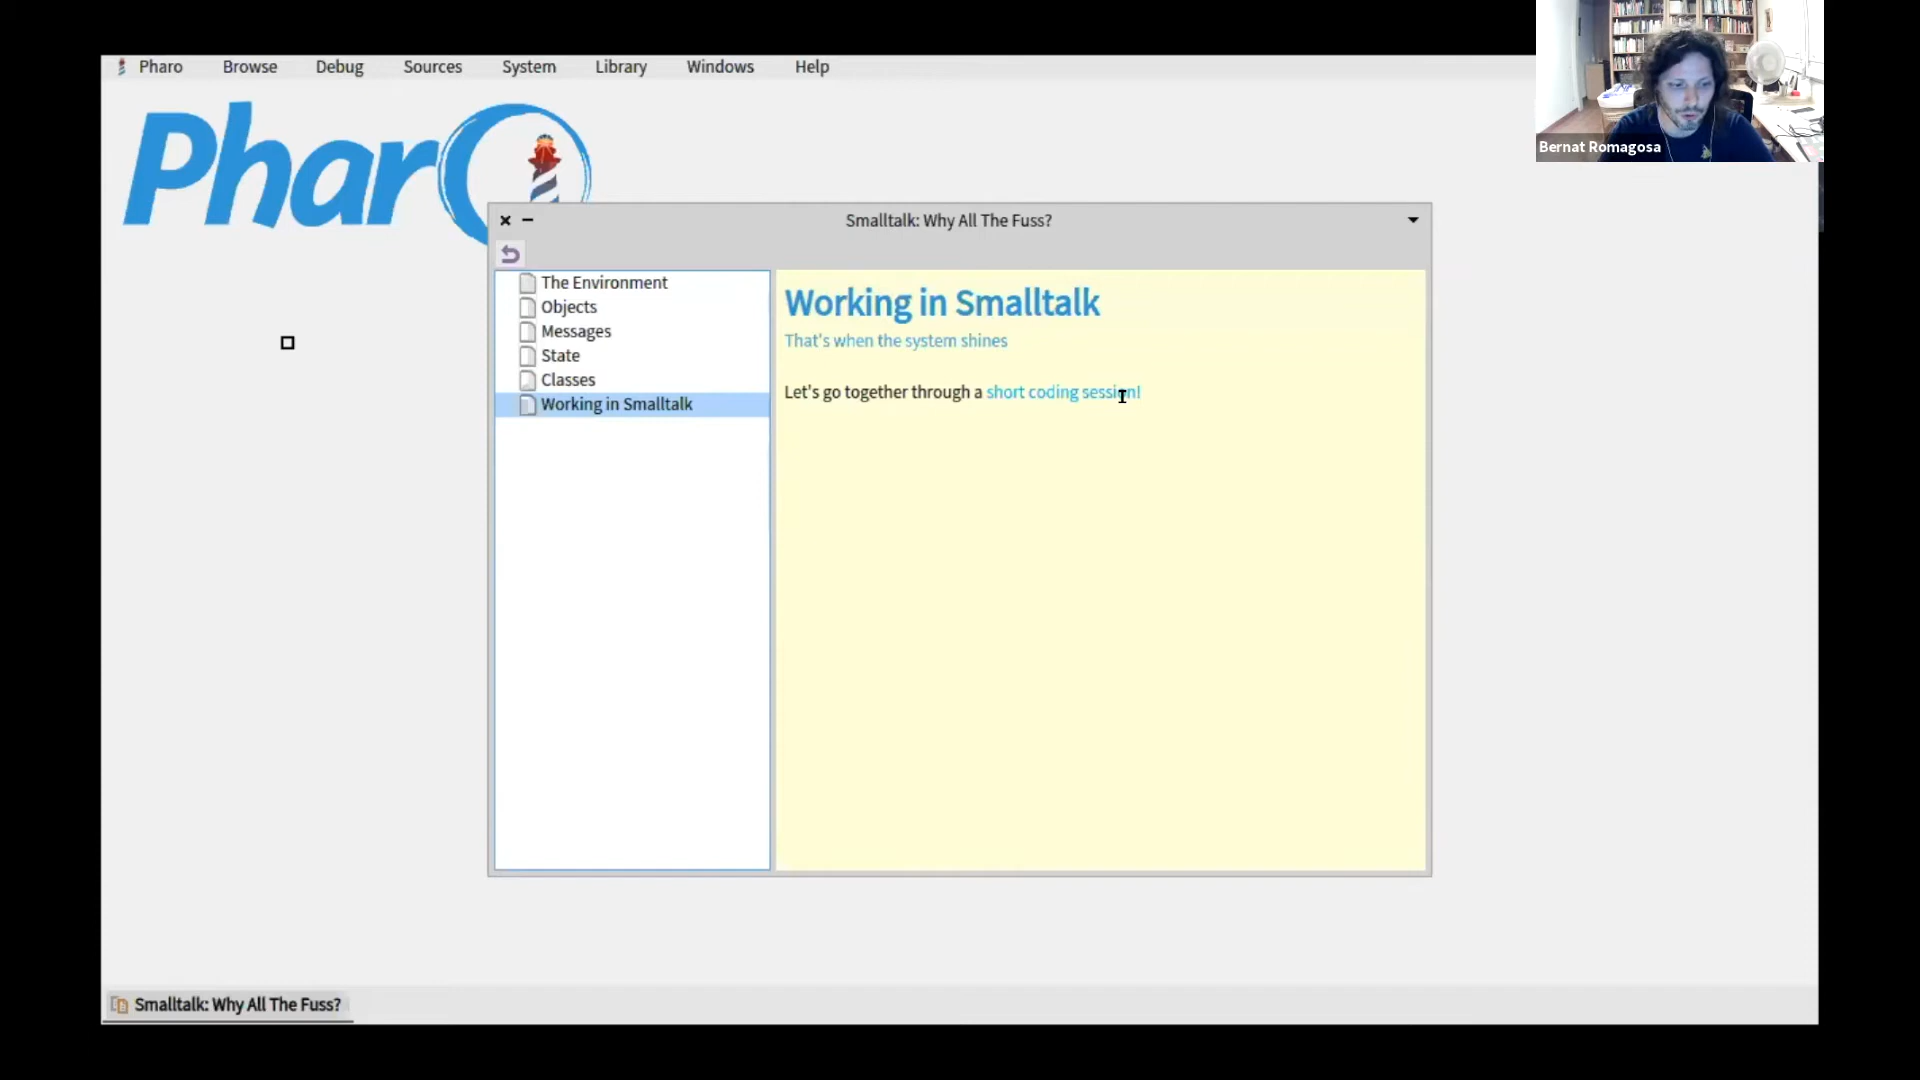 Pharo Browse Debug Sources System Library Windows Help
Bernat Romagosa
Pharo
Smalltalk: Why All The Fuss?
The Environment
Objects
Messages
State
Classes
Working in Smalltalk
Working in Smalltalk
That's when the system shines
Let's go together through a short coding session!
Smalltalk: Why All The Fuss?